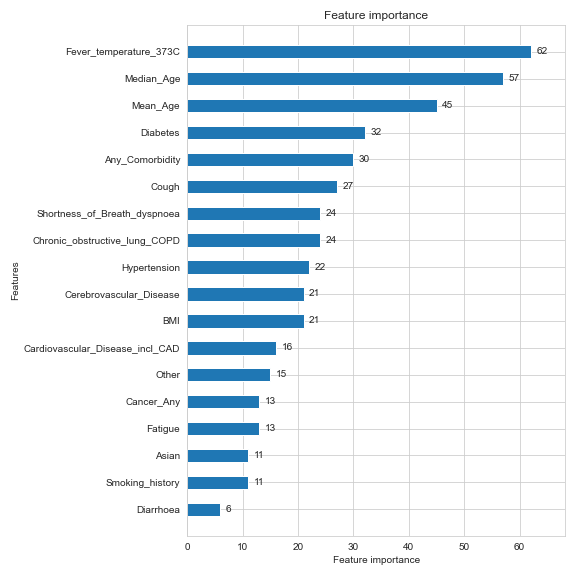 Feature importance
Fever_temperature_373C 62
Median_Age 57
Mean_Age 45
Diabetes 32
Any_Comorbidity 30
Cough 27
Shortness_of_Breath_dyspnoea 24
Chronic_obstructive_lung_COPD 24
Hypertension 22
Cerebrovascular_Disease 21
BMI 21
Cardiovascular_Disease_incl_CAD 16
Other 15
Cancer_Any 13
Fatigue 13
Asian 11
Smoking_history 11
Diarrhoea 6
Features
0 10 20 30 40 50 60
Feature importance